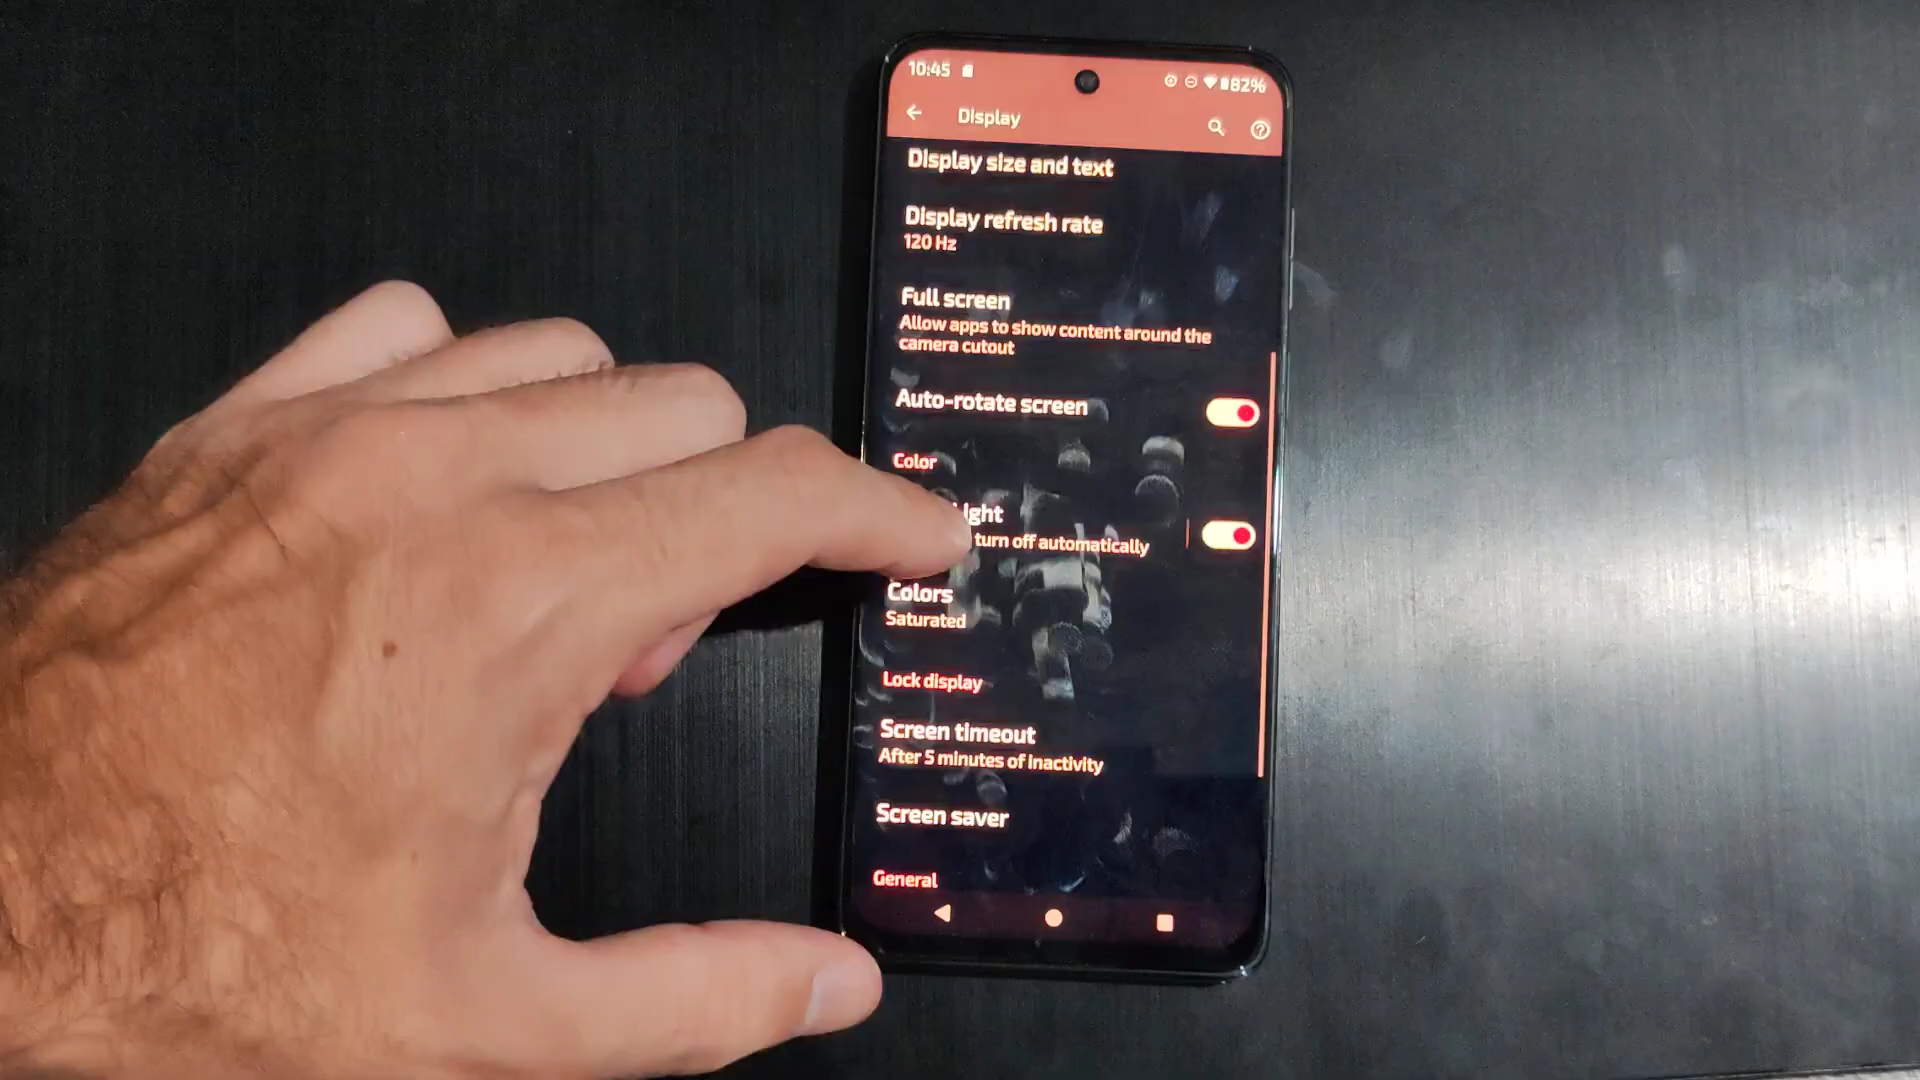 10:45 82%
Display
Display size and text
Display refresh rate
120 Hz
Full screen
Allow apps to show content around the
camera cutout
Auto-rotate screen
Color
turn off automatically
Colors
Saturated
Lock display
Screen timeout
After 5 minutes of inactivity
Screen saver
General